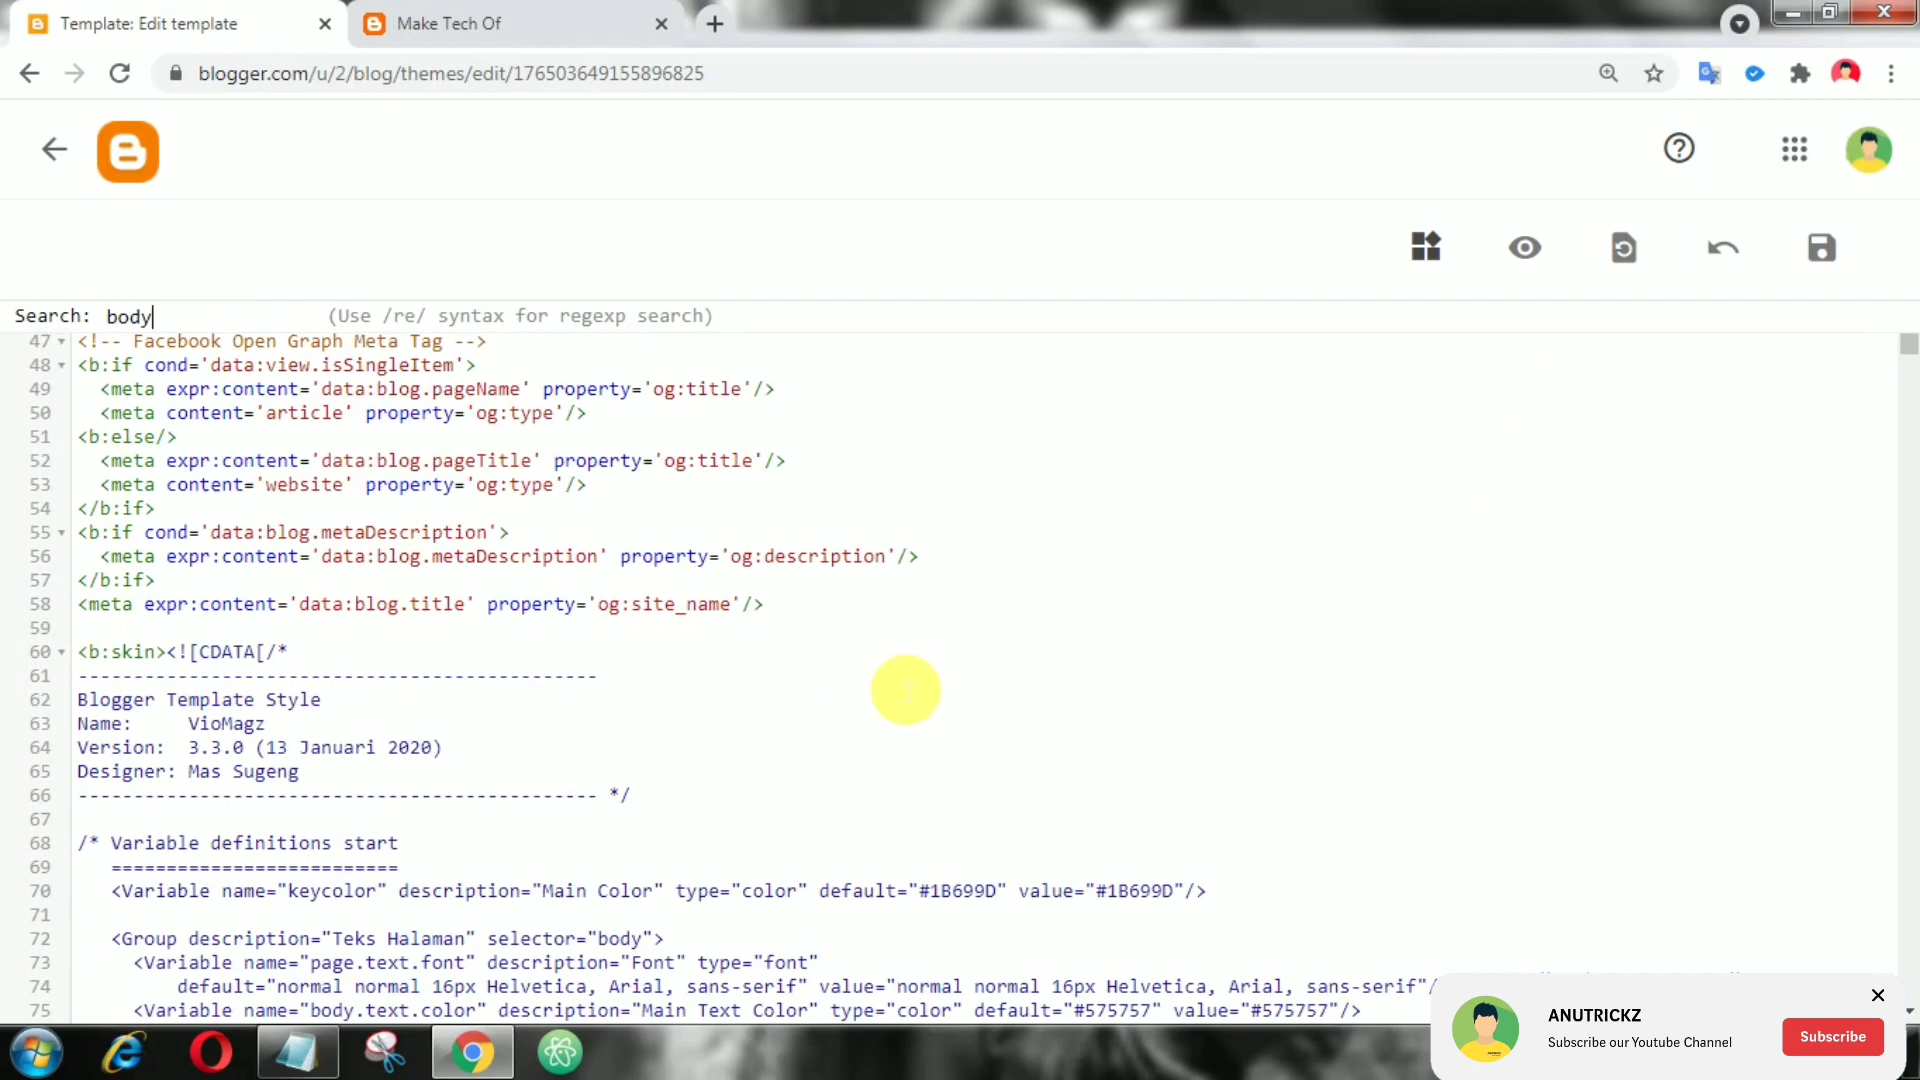 Template: Edit template
Make Tech Of
blogger.com/u/2/blog/themes/edit/176503649155896825
Search: body (Use /re/ syntax for regexp search)
47 <!-- Facebook Open Graph Meta Tag -->
48 <b:if cond='data:view.isSingleItem'>
49 <meta expr:content='data:blog.pageName' property='og:title'/>
50 <meta content='article' property='og:type'/>
51 <b:else/>
52 <meta expr:content='data:blog.pageTitle' property='og:title'/>
53 <meta content='website' property='og:type'/>
54 </b:if>
55 <b:if cond='data:blog.metaDescription'>
56 <meta expr:content='data:blog.metaDescription' property='og:description'/>
57 </b:if>
58 <meta expr:content='data:blog.title' property='og:site_name'/>
59
60 <b:skin><![CDATA[/*
61 -----------------------------------------------
62 Blogger Template Style
63 Name: VioMagz
64 Version: 3.3.0 (13 Januari 2020)
65 Designer: Mas Sugeng
66 ----------------------------------------------- */
67
68 /* Variable definitions start
69 ==========================
70 <Variable name="keycolor" description="Main Color" type="color" default="#1B699D" value="#1B699D"/>
71
72 <Group description="Teks Halaman" selector="body">
73 <Variable name="page.text.font" description="Font" type="font"
74 default="normal normal 16px Helvetica, Arial, sans-serif" value="normal normal 16px Helvetica, Arial, sans-serif"/
75 <Variable name="body.text.color" description="Main Text Color" type="color" default="#575757" value="#575757"/>
ANUTRICKZ
Subscribe our Youtube Channel
Subscribe